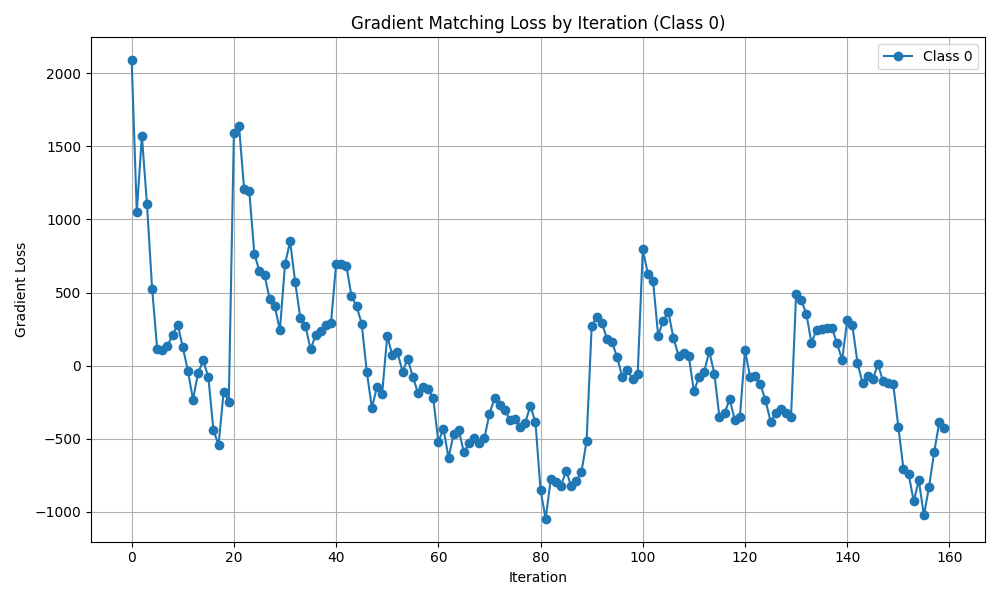 Gradient Matching Loss by Iteration (Class 0)
Class 0
2000
1500
1000
500
0
−500
−1000
Gradient Loss
0 20 40 60 80 100 120 140 160
Iteration